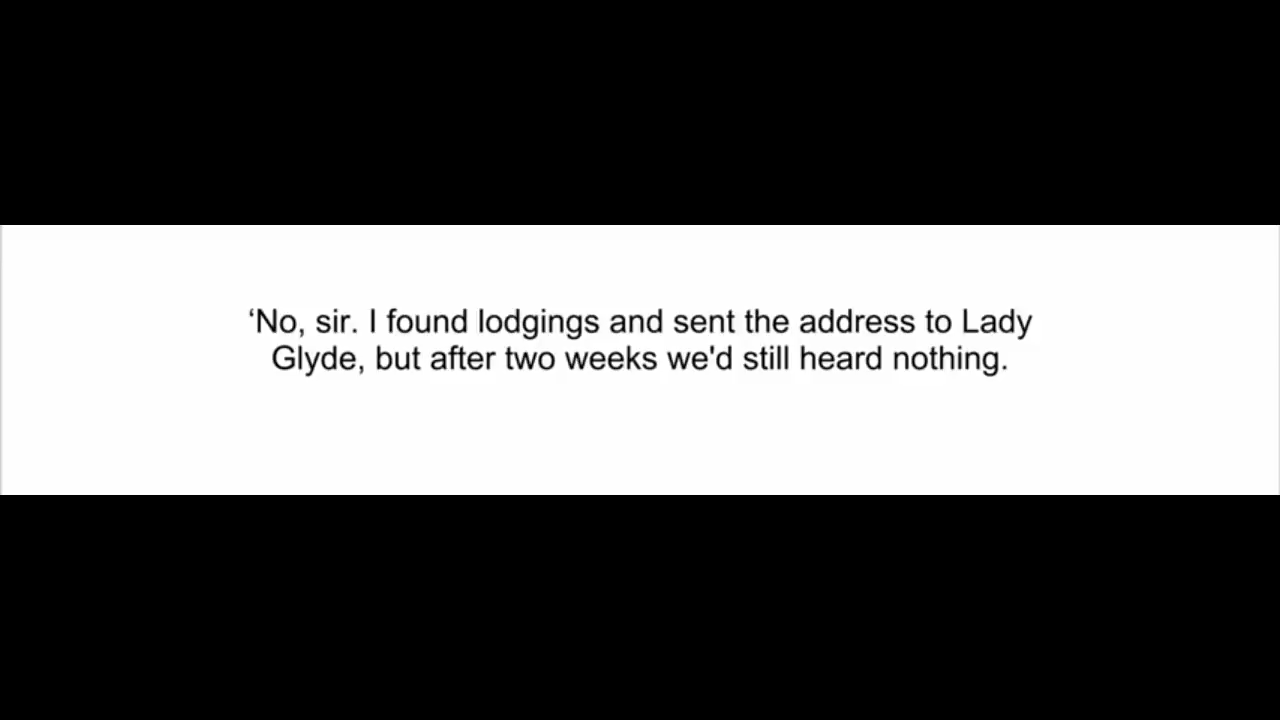 ‘No, sir. I found lodgings and sent the address to Lady
Glyde, but after two weeks we'd still heard nothing.